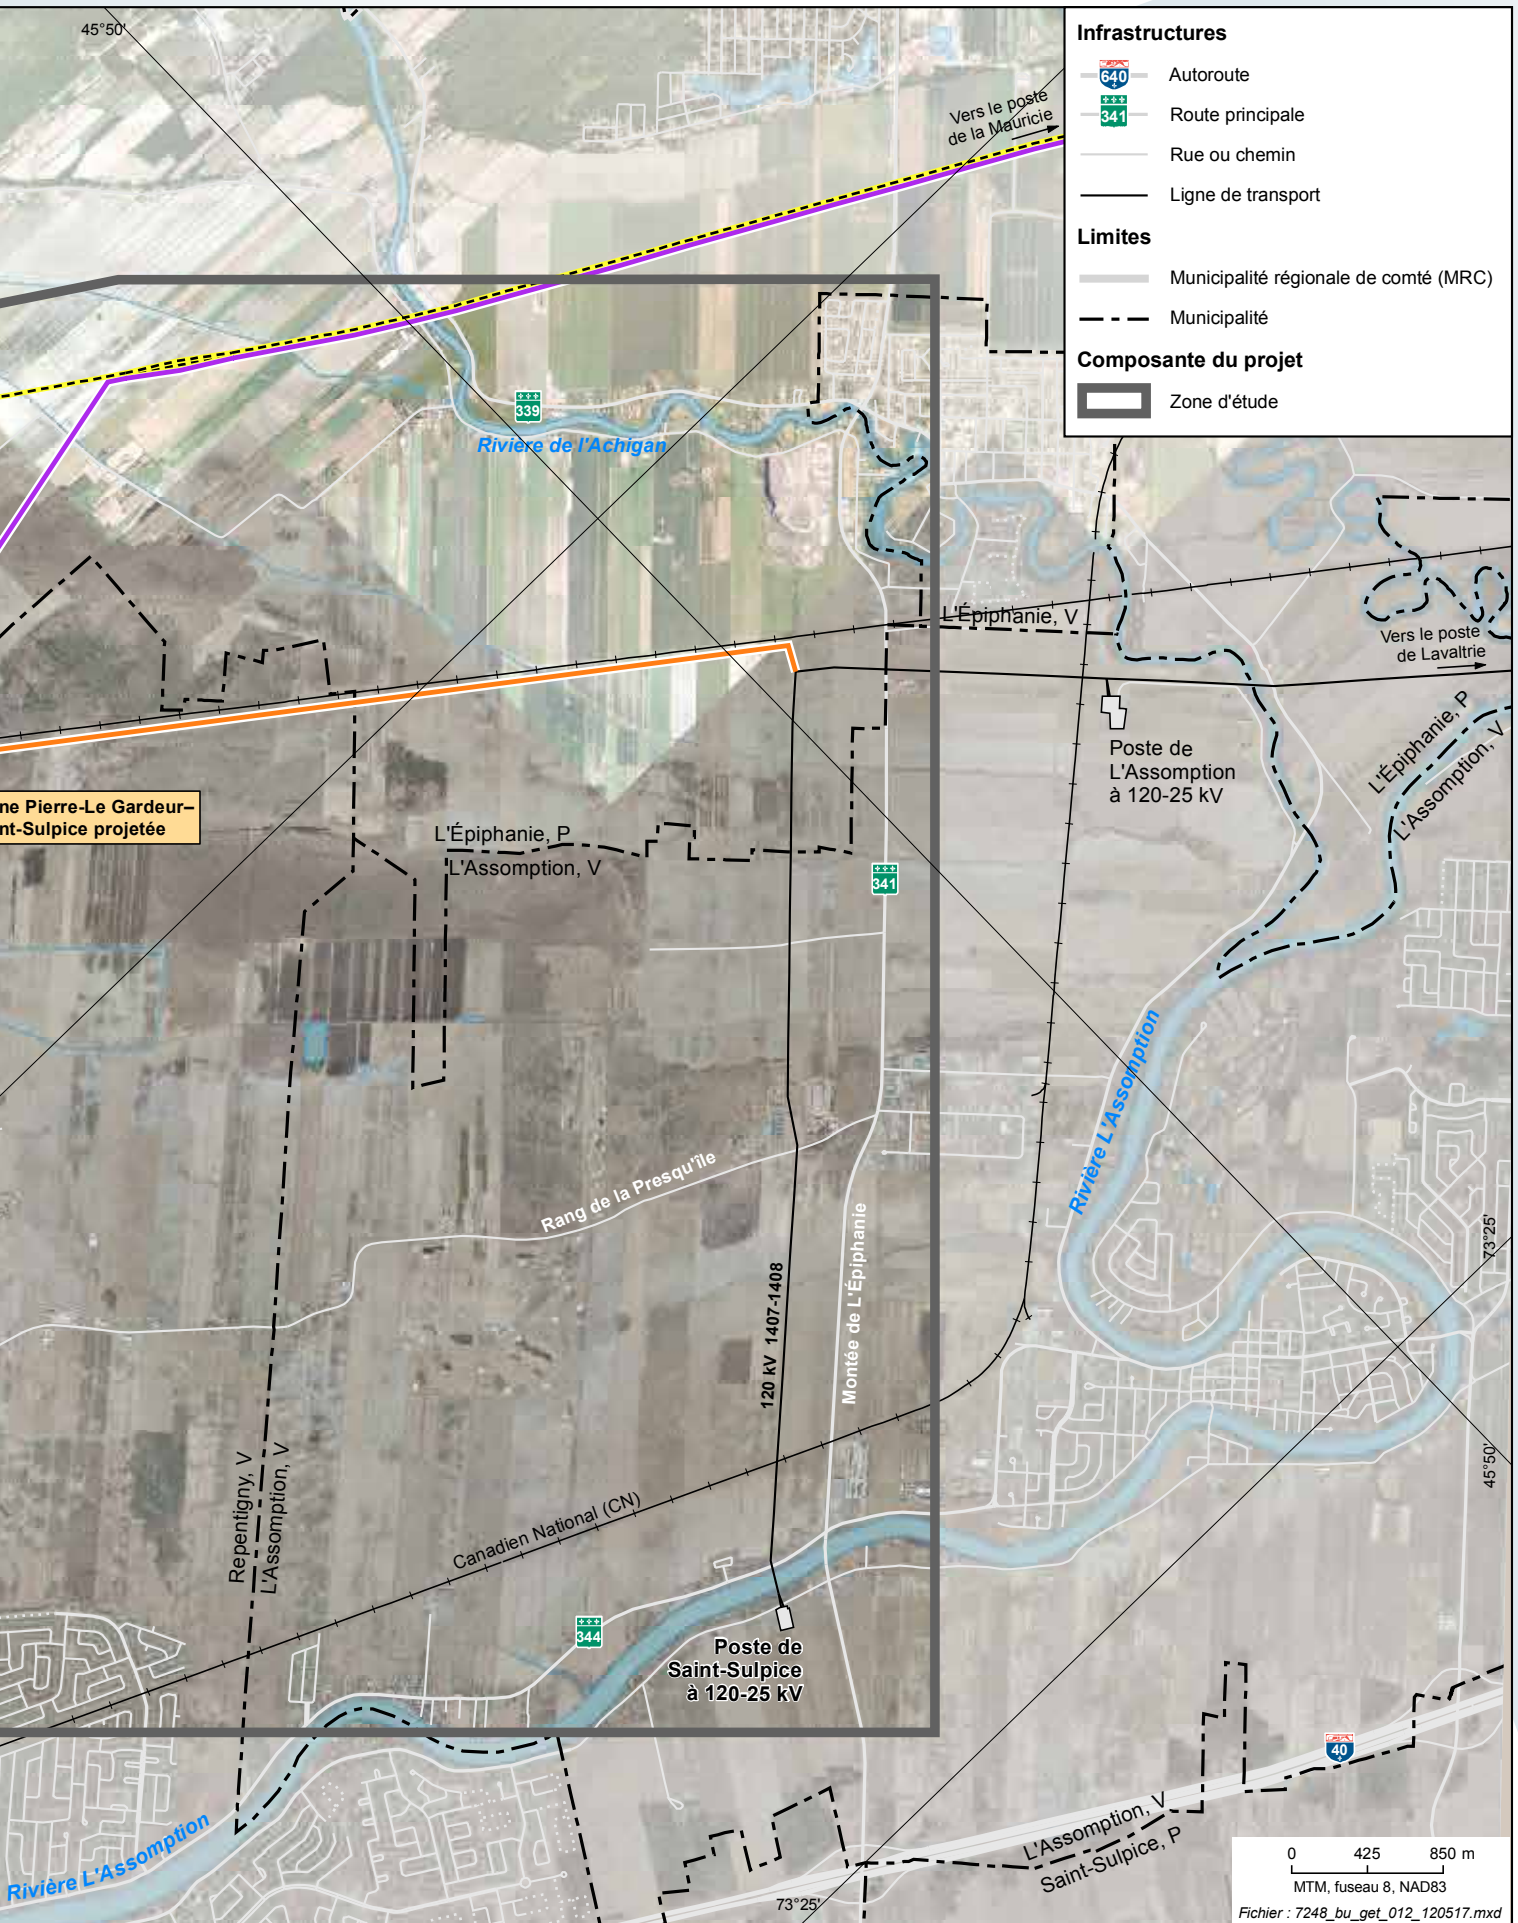 45°50'
Vers le poste
de la Mauricie
Infrastructures
640
Autoroute
341
Route principale
Rue ou chemin
Ligne de transport
Limites
Municipalité régionale de comté (MRC)
Municipalité
Composante du projet
Zone d'étude
339
Rivière de l'Achigan
L'Épiphanie, V
Vers le poste
de Lavaltrie
Poste de
L'Assomption
à 120-25 kV
L'Épiphanie, P
L'Assomption, V
ne Pierre-Le Gardeur–
nt-Sulpice projetée
L'Épiphanie, P
L'Assomption, V
341
Rivière L'Assomption
Rang de la Presqu'île
Montée de L'Épiphanie
120 kV 1407-1408
73°25'
45°50'
Repentigny, V
L'Assomption, V
Canadien National (CN)
344
Poste de
Saint-Sulpice
à 120-25 kV
40
L'Assomption, V
Saint-Sulpice, P
Rivière L'Assomption
73°25'
0 425 850 m
MTM, fuseau 8, NAD83
Fichier : 7248_bu_get_012_120517.mxd